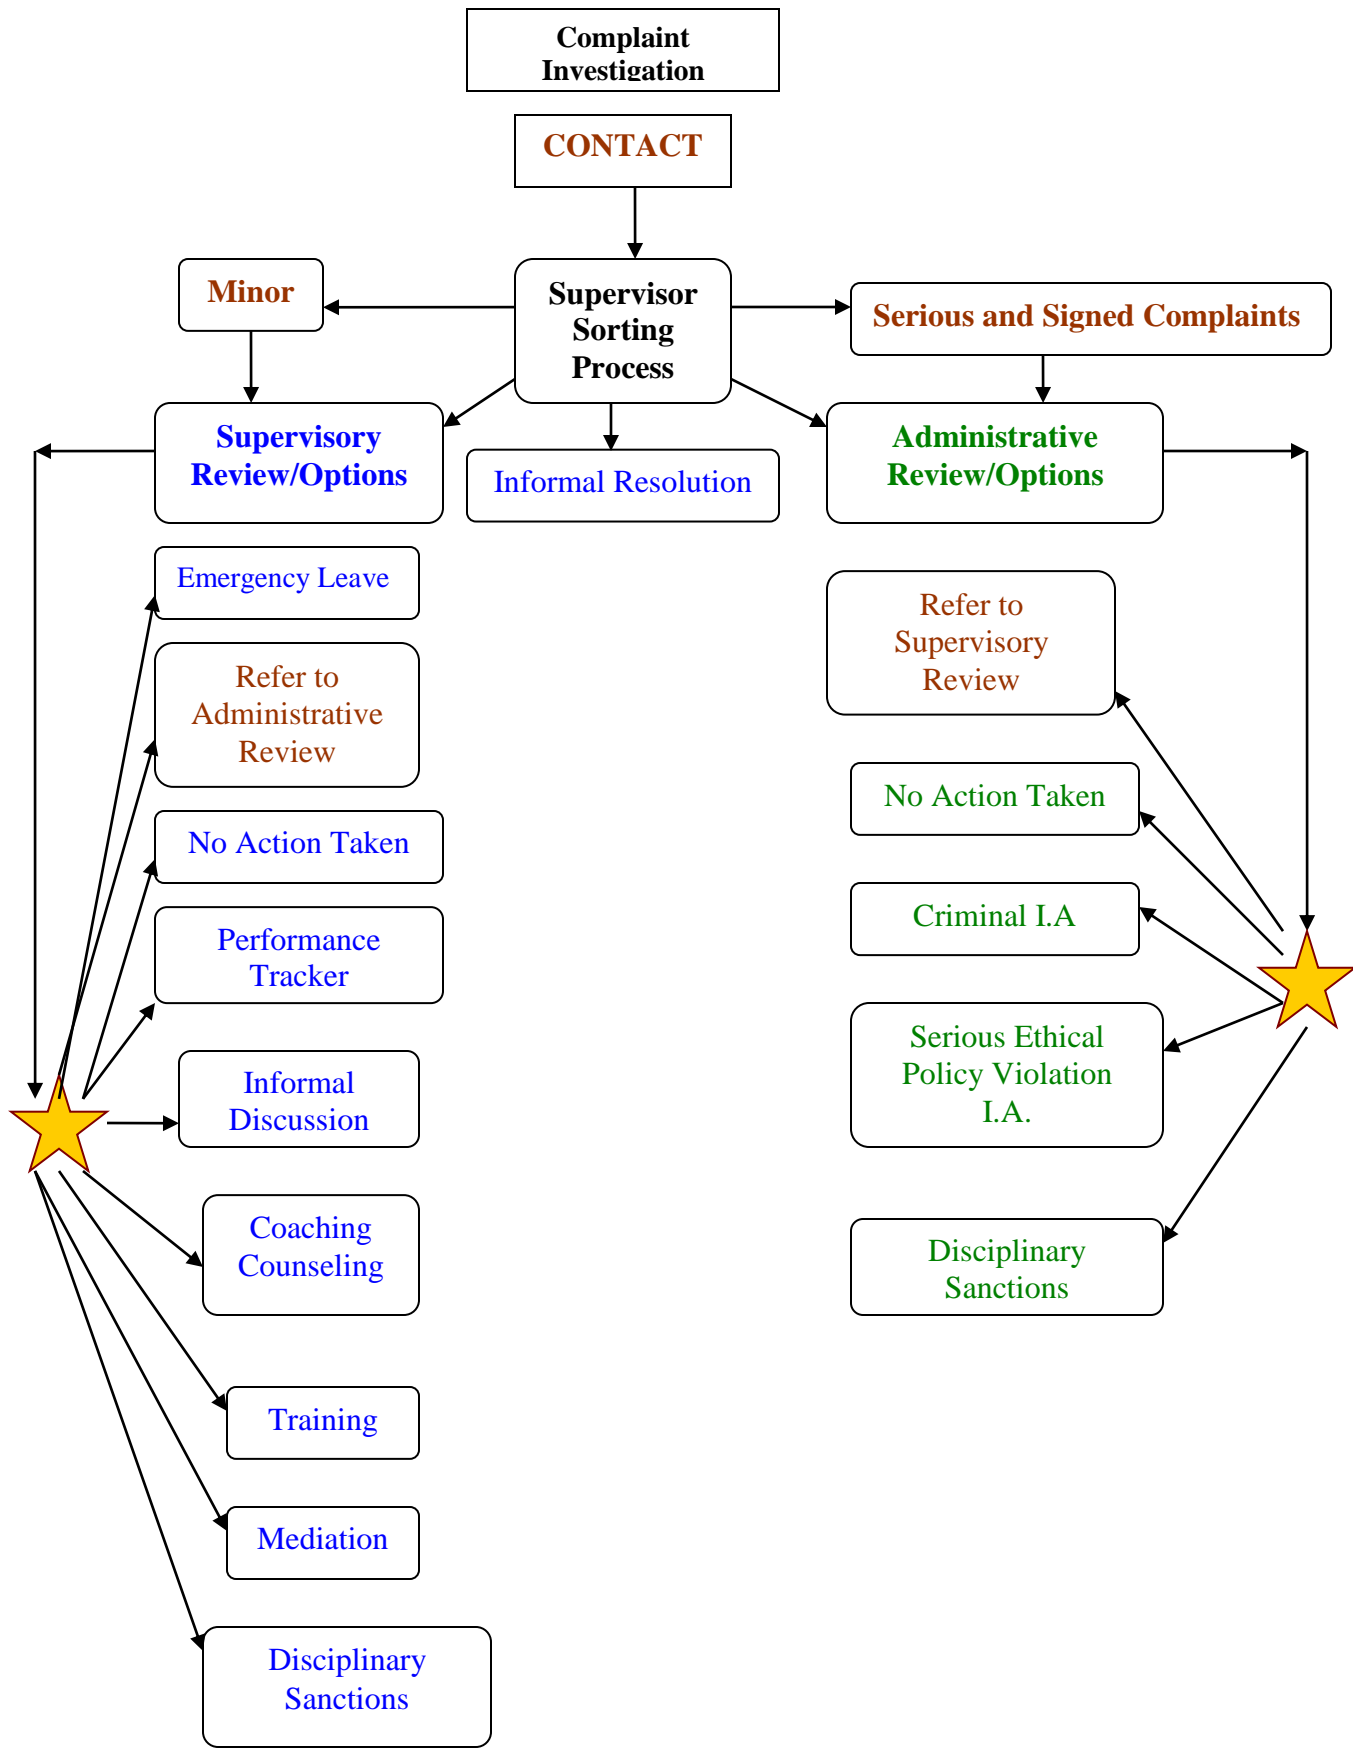 Complaint
Investigation
CONTACT
Minor
Supervisor
Sorting
Process
Serious and Signed Complaints
Supervisory
Review/Options
Informal Resolution
Administrative
Review/Options
Emergency Leave
Refer to
Administrative
Review
No Action Taken
Performance
Tracker
Informal
Discussion
Coaching
Counseling
Training
Mediation
Disciplinary
Sanctions
Refer to
Supervisory
Review
No Action Taken
Criminal I.A
Serious Ethical
Policy Violation
I.A.
Disciplinary
Sanctions